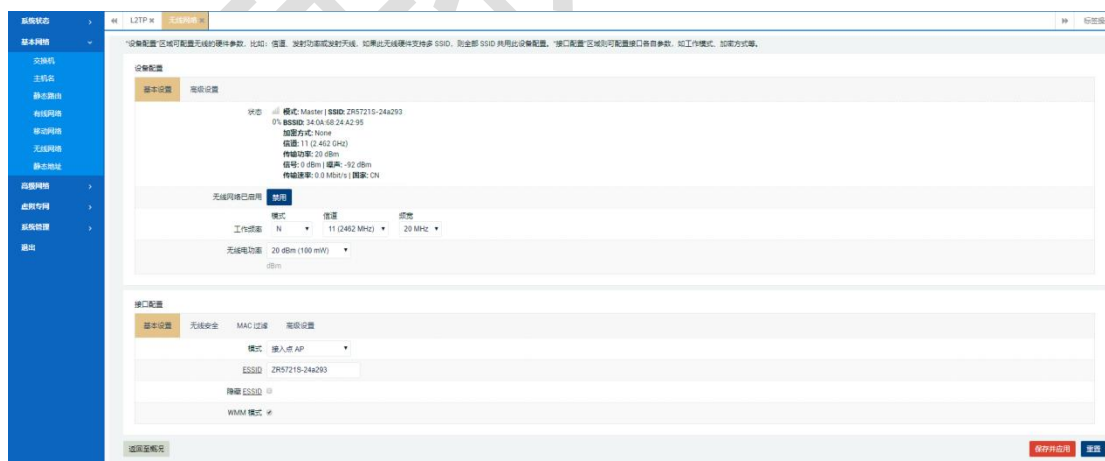 系统状态
基本网络
交换机
主机名
静态路由
有线网络
移动网络
无线网络
静态地址
高级网络
虚拟专网
系统管理
退出
L2TP
无线网络
"设备配置"区域可配置无线的硬件参数，比如：信道、发射功率或发射天线，如果此无线硬件支持多 SSID，则全部 SSID 共用此设备配置。"接口配置"区域则可配置接口各自参数，如工作模式、加密方式等。
设备配置
基本设置 高级设置
状态 模式: Master | SSID: ZR5721S-24a293
0% BSSID: 34:0A:68:24:A2:95
加密方式: None
信道: 11 (2.462 GHz)
传输功率: 20 dBm
信号: 0 dBm | 噪声: -92 dBm
传输速率: 0.0 Mbit/s | 国家: CN
无线网络已启用 禁用
模式 信道 频宽
工作频率 N 11 (2462 MHz) 20 MHz
无线电功率 20 dBm (100 mW)
dBm
接口配置
基本设置 无线安全 MAC 过滤 高级设置
模式 接入点 AP
ESSID ZR5721S-24a293
隐藏 ESSID
WMM 模式
返回至概况 保存并应用 重置